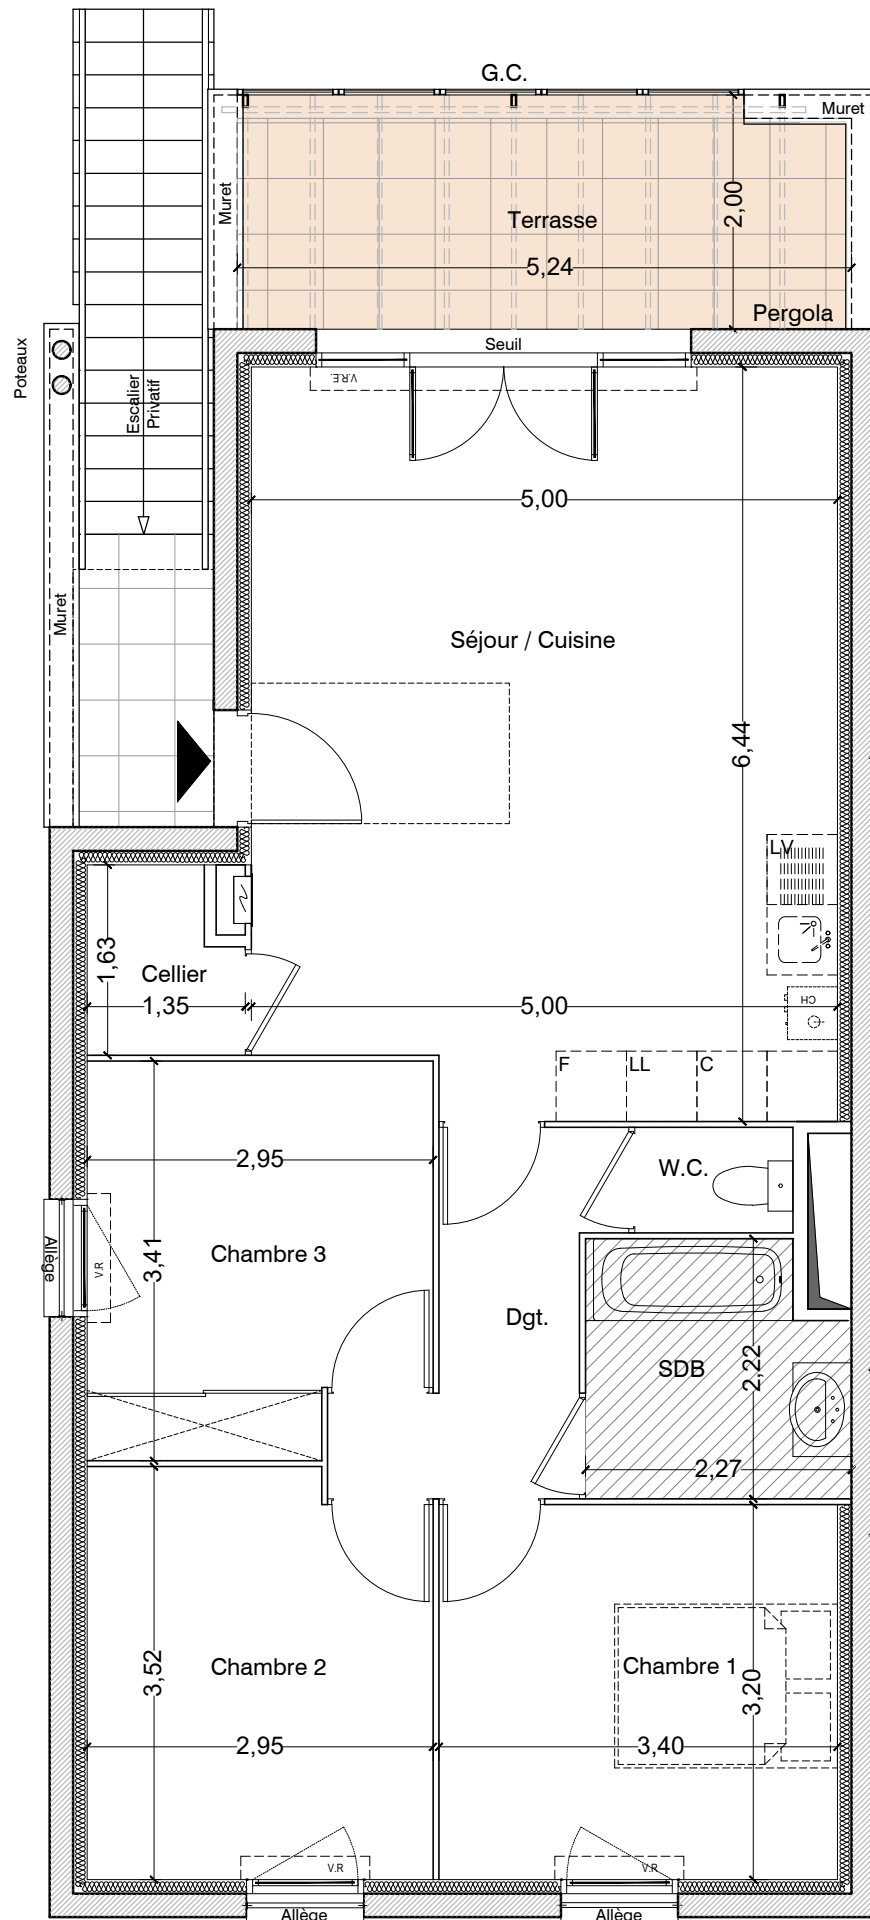 G.C.
Muret
Muret
2,00
Terrasse
5,24
Pergola
Poteaux
Seuil
V.R.E.
Escalier
Privatif
5,00
Muret
Séjour / Cuisine
6,44
LV
1,63
Cellier
1,35
5,00
CH
F
LL
C
2,95
W.C.
Allège
V.R
3,41
Chambre 3
Dgt.
SDB
2,22
2,27
3,52
Chambre 2
Chambre 1
3,20
2,95
3,40
V.R
V.R
Allège
Allège